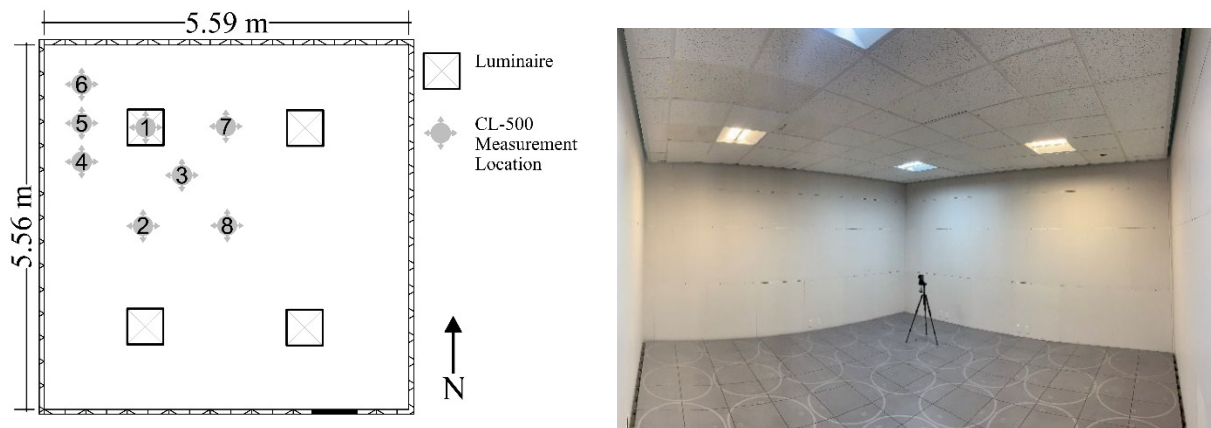 5.59 m
5.56 m
6
5
4
1
7
3
2
8
Luminaire
CL-500
Measurement
Location
N